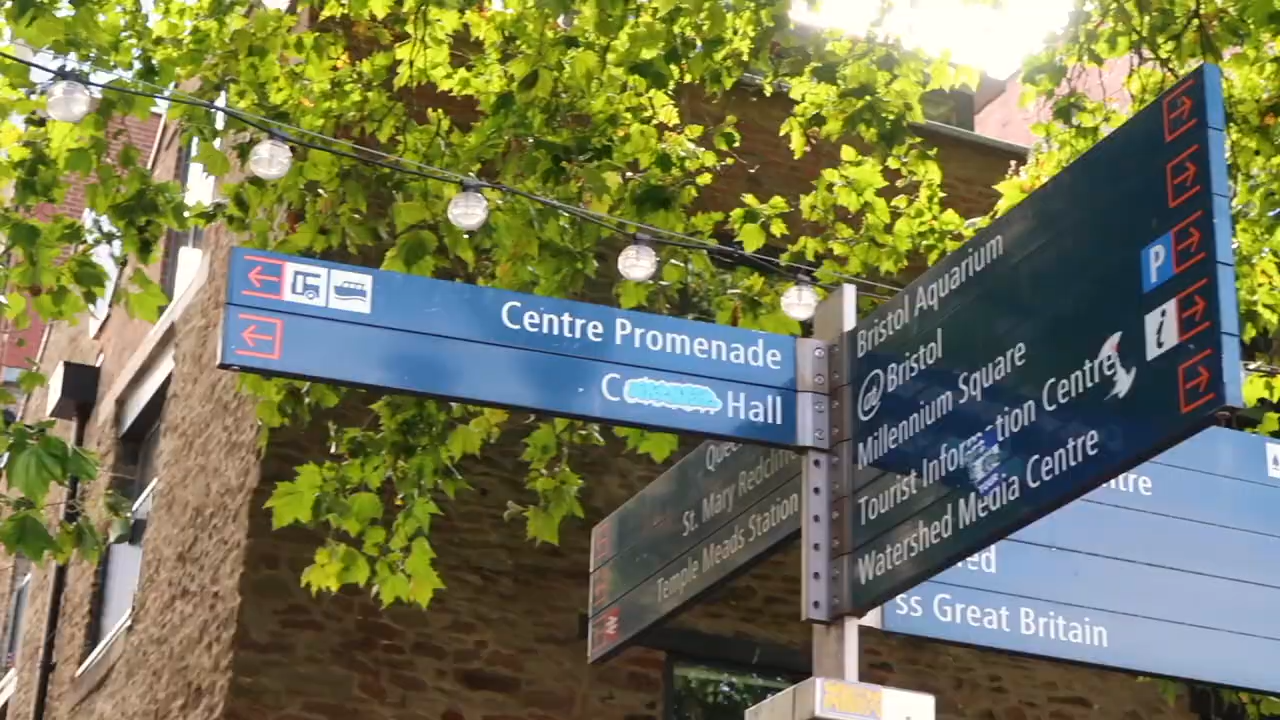 Centre Promenade
Hall
Bristol Aquarium
@Bristol
Millennium Square
P
Tourist Information Centre
i
Watershed Media Centre
St. Mary Redcliffe
Temple Meads Station
ss Great Britain